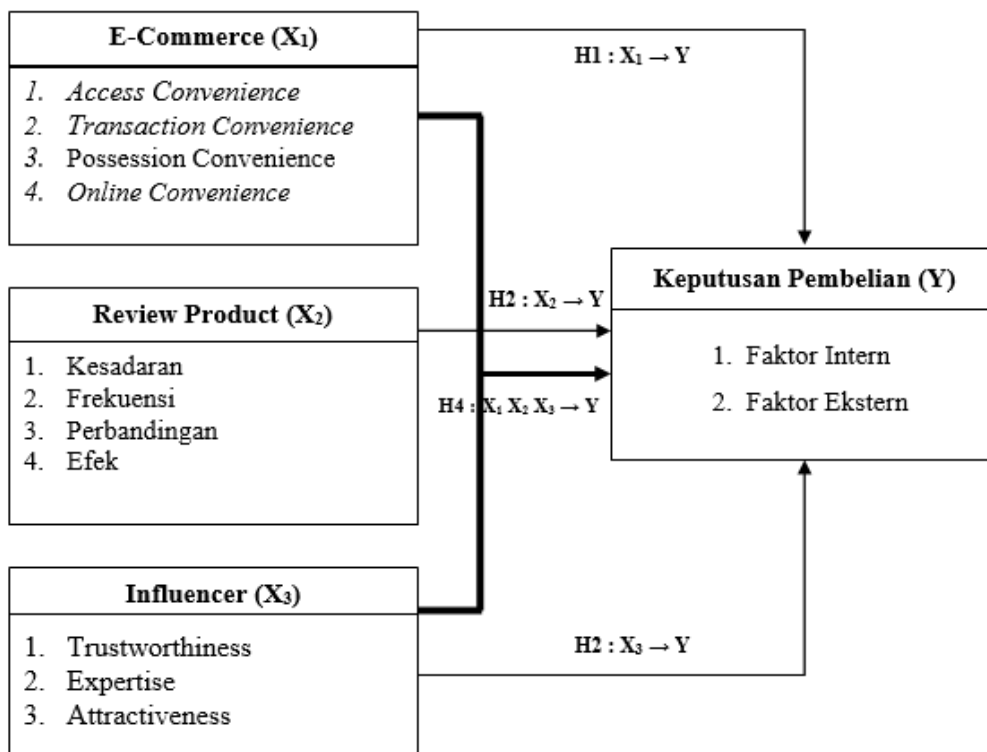 E-Commerce (X₁)
1. Access Convenience
2. Transaction Convenience
3. Possession Convenience
4. Online Convenience
H1 : X₁ → Y
Review Product (X₂)
1. Kesadaran
2. Frekuensi
3. Perbandingan
4. Efek
H2 : X₂ → Y
H4 : X₁ X₂ X₃ → Y
Keputusan Pembelian (Y)
1. Faktor Intern
2. Faktor Ekstern
Influencer (X₃)
1. Trustworthiness
2. Expertise
3. Attractiveness
H2 : X₃ → Y